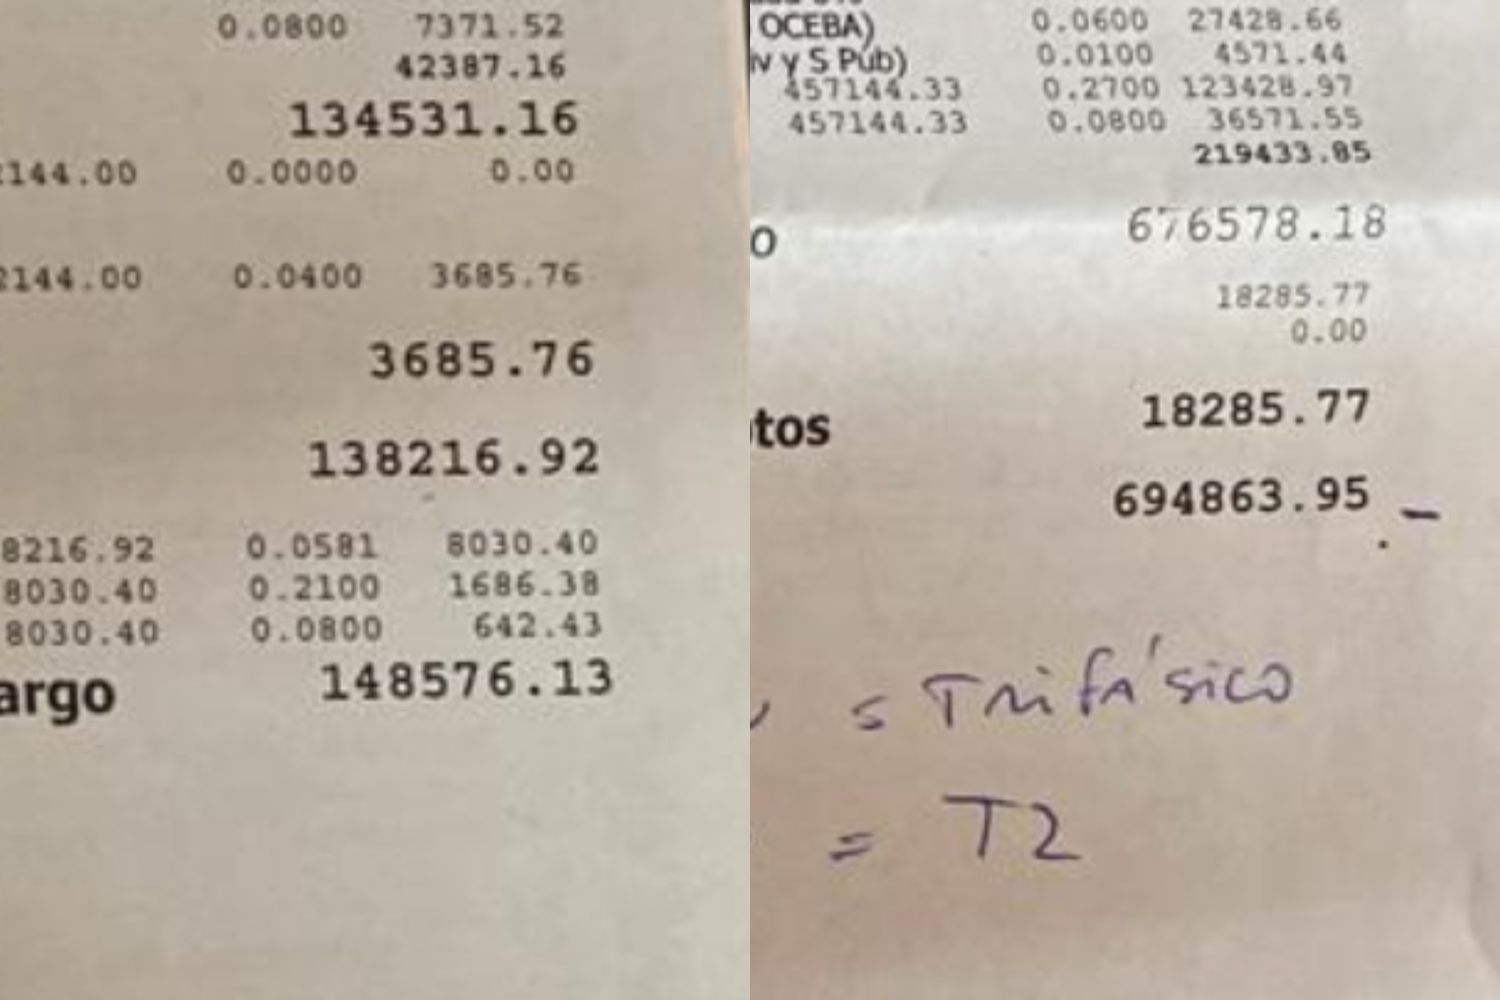 0.0800 7371.52
42387.16
134531.16
144.00 0.0000 0.00
2144.00 0.0400 3685.76
3685.76
138216.92
8216.92 0.0581 8030.40
8030.40 0.2100 1686.38
8030.40 0.0800 642.43
argo 148576.13
OCEBA) 0.0600 27428.66
iv y S Pub) 0.0100 4571.44
457144.33 0.2700 123428.97
457144.33 0.0800 36571.55
219433.85
o 676578.18
18285.77
0.00
tos 18285.77
694863.95
= Trifásico
= T2